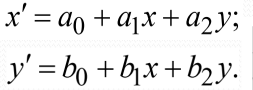 x′ = a₀ + a₁x + a₂y;
y′ = b₀ + b₁x + b₂y.